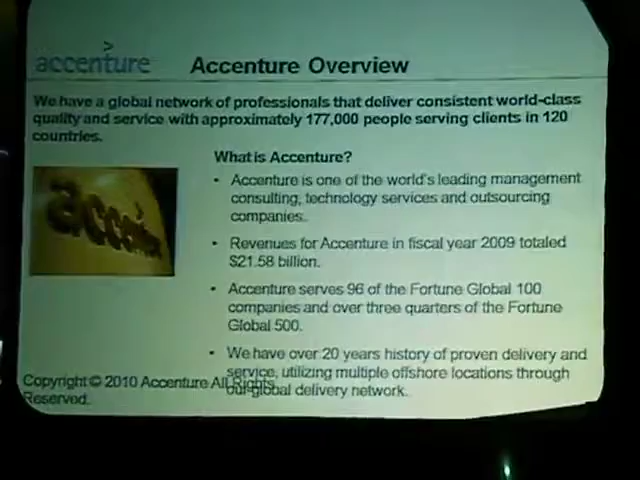 accenture
>
Accenture Overview
We have a global network of professionals that deliver consistent world-class
quality and service with approximately 177,000 people serving clients in 120
countries.
What is Accenture?
• Accenture is one of the world's leading management
consulting, technology services and outsourcing
companies.
• Revenues for Accenture in fiscal year 2009 totaled
$21.58 billion.
• Accenture serves 96 of the Fortune Global 100
companies and over three quarters of the Fortune
Global 500.
• We have over 20 years history of proven delivery and
service, utilizing multiple offshore locations through
our global delivery network.
Copyright © 2010 Accenture All Rights
Reserved.